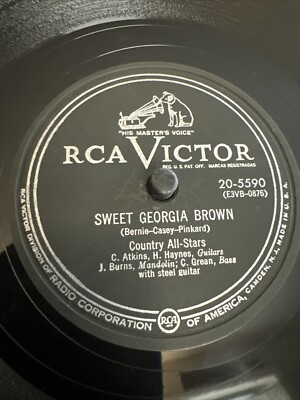 "HIS MASTER'S VOICE"
RCA VICTOR
REG. U.S. PAT. OFF. MARCAS REGISTRADAS
20-5590
(E3VB-0876)
SWEET GEORGIA BROWN
(Bernie-Casey-Pinkard)
Country All-Stars
C. Atkins, H. Haynes, Guitars
J. Burns, Mandolin; C. Grean, Bass
with steel guitar
RCA VICTOR DIVISION OF RADIO CORPORATION RCA OF AMERICA, CAMDEN, N.J. MADE IN U.S.A.